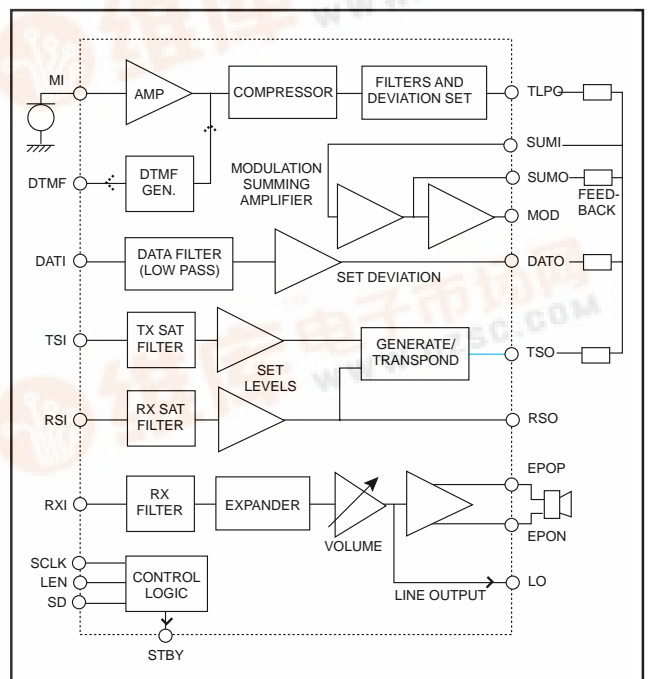 MI
AMP
COMPRESSOR
FILTERS AND
DEVIATION SET
TLPO
SUMI
DTMF
DTMF
GEN.
MODULATION
SUMMING
AMPLIFIER
SUMO
FEED-
BACK
MOD
DATI
DATA FILTER
(LOW PASS)
SET DEVIATION
DATO
TSI
TX SAT
FILTER
SET
LEVELS
GENERATE/
TRANSPOND
TSO
RSI
RX SAT
FILTER
RSO
RXI
RX
FILTER
EXPANDER
VOLUME
EPOP
EPON
SCLK
LEN
SD
CONTROL
LOGIC
LINE OUTPUT
LO
STBY